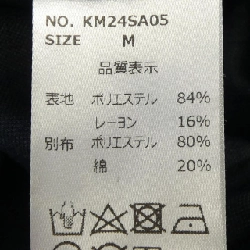 NO. KM24SA05
SIZE M
品質表示
表地 ポリエステル 84%
レーヨン 16%
別布 ポリエステル 80%
綿 20%